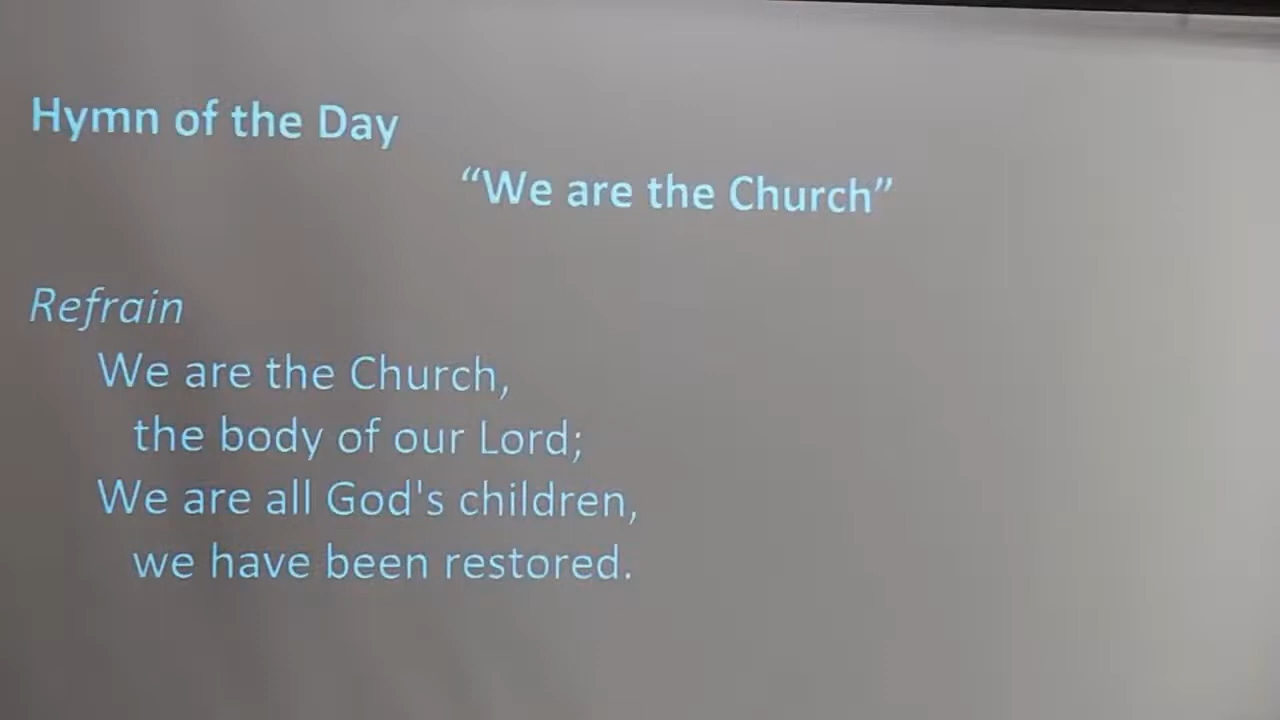 Hymn of the Day
“We are the Church”
Refrain
We are the Church,
the body of our Lord;
We are all God's children,
we have been restored.